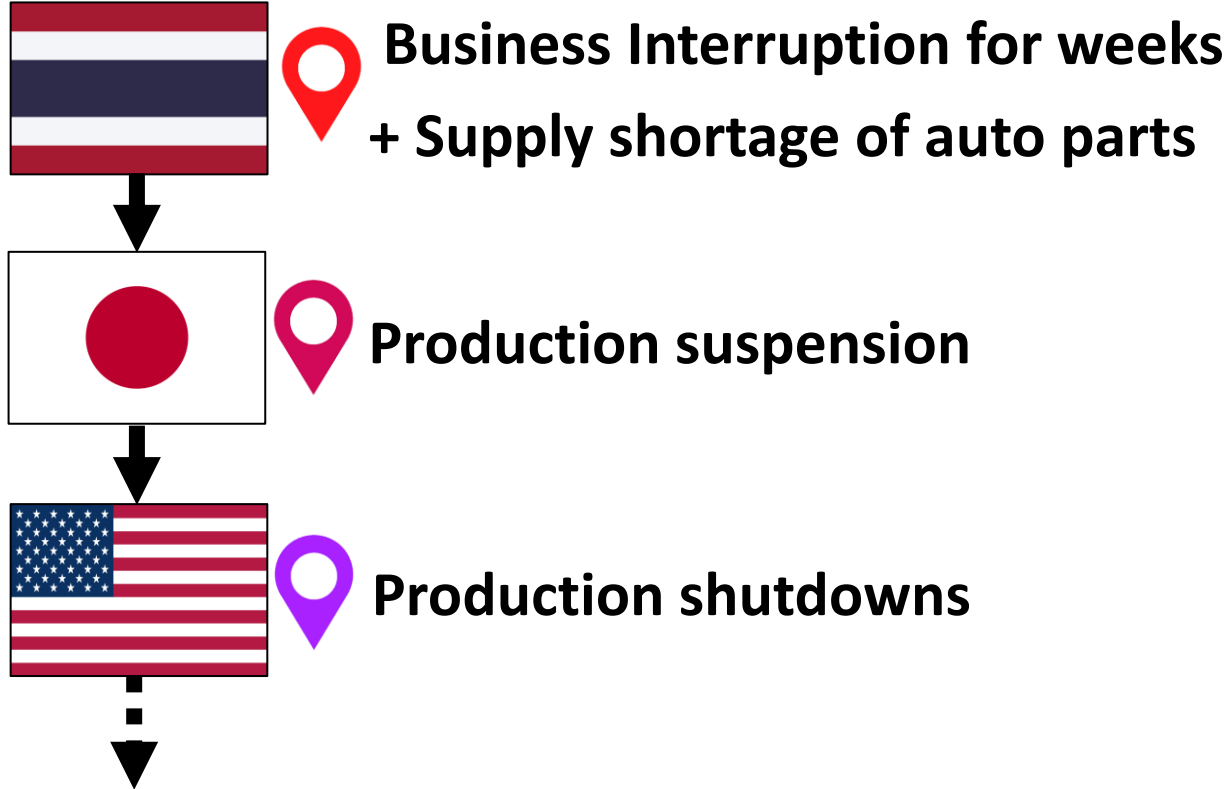 Business Interruption for weeks
+ Supply shortage of auto parts
Production suspension
Production shutdowns